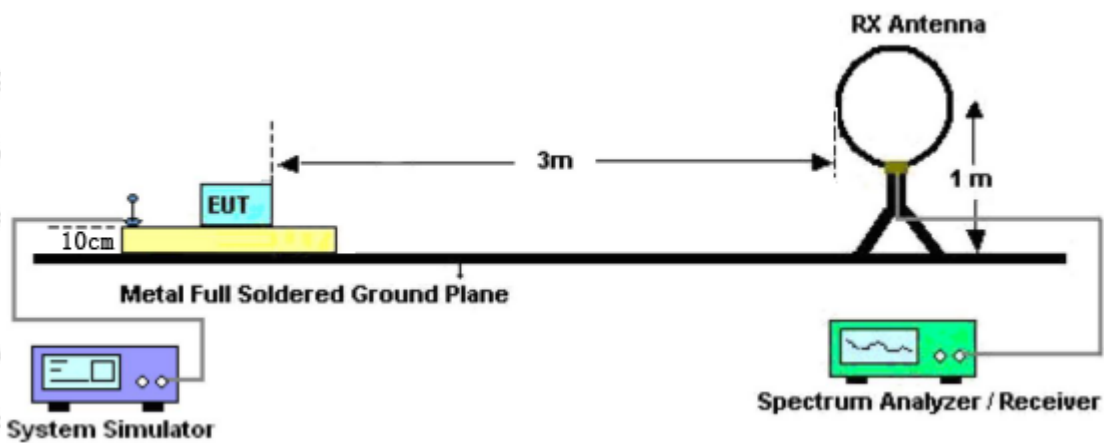 RX Antenna
3m
1 m
EUT
10cm
Metal Full Soldered Ground Plane
System Simulator
Spectrum Analyzer / Receiver